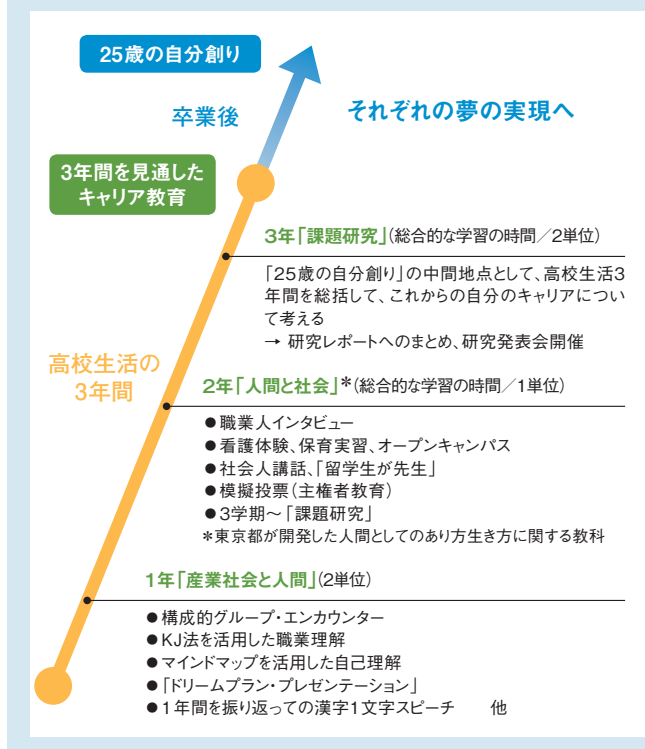 25歳の自分創り
卒業後
それぞれの夢の実現へ
3年間を見通した
キャリア教育
3年「課題研究」(総合的な学習の時間/2単位)
「25歳の自分創り」の中間地点として、高校生活3
年間を総括して、これからの自分のキャリアについ
て考える
→ 研究レポートへのまとめ、研究発表会開催
高校生活の
3年間
2年「人間と社会」*(総合的な学習の時間/1単位)
●職業人インタビュー
●看護体験、保育実習、オープンキャンパス
●社会人講話、「留学生が先生」
●模擬投票(主権者教育)
●3学期~「課題研究」
*東京都が開発した人間としてのあり方生き方に関する教科
1年「産業社会と人間」(2単位)
●構成的グループ・エンカウンター
●KJ法を活用した職業理解
●マインドマップを活用した自己理解
●「ドリームプラン・プレゼンテーション」
●1年間を振り返っての漢字1文字スピーチ 他